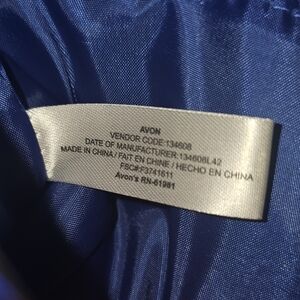 AVON
VENDOR CODE:134608
DATE OF MANUFACTURER:134608L42
MADE IN CHINA / FAIT EN CHINE / HECHO EN CHINA
FSC#F3741611
Avon's RN-61981